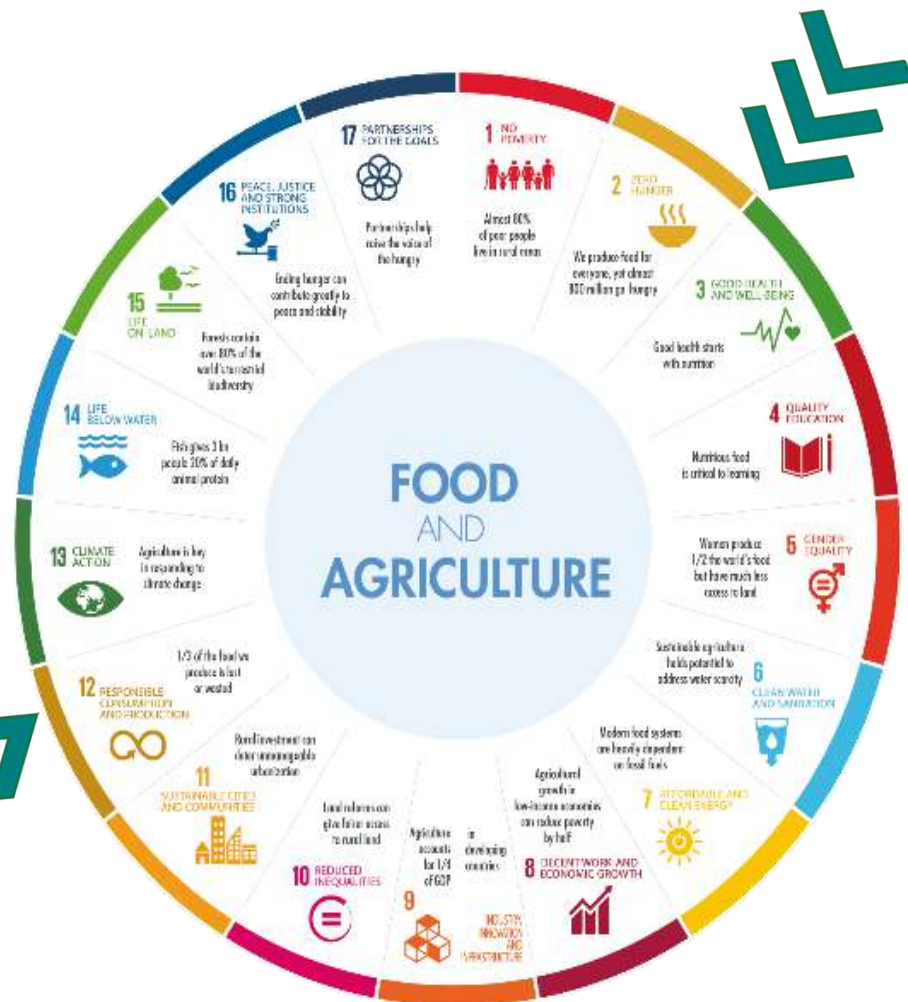 FOOD
AND
AGRICULTURE
1 NO
POVERTY
Almost 80%
of poor people
live in rural areas
2 ZERO
HUNGER
We produce food for
everyone, yet almost
800 million go hungry
3 GOOD HEALTH
AND WELL-BEING
Good health starts
with nutrition
4 QUALITY
EDUCATION
Nutritious food
is critical to learning
5 GENDER
EQUALITY
Women produce
1/2 the world's food
but have much less
access to land
6
CLEAN WATER
AND SANITATION
Sustainable agriculture
holds potential to
address water scarcity
7 AFFORDABLE AND
CLEAN ENERGY
Modern food systems
are heavily dependent
on fossil fuels
8 DECENT WORK AND
ECONOMIC GROWTH
Agricultural
growth in
low-income economies
can reduce poverty
by half
9
INDUSTRY,
INNOVATION
AND
INFRASTRUCTURE
Agriculture
accounts
for 1/4
of GDP
in
developing
countries
10 REDUCED
INEQUALITIES
Land reforms can
give fairer access
to rural land
11
SUSTAINABLE CITIES
AND COMMUNITIES
Rural investment can
deter unmanageable
urbanization
12 RESPONSIBLE
CONSUMPTION
AND PRODUCTION
1/3 of the food we
produce is lost
or wasted
13 CLIMATE
ACTION
Agriculture is key
in responding to
climate change
14 LIFE
BELOW WATER
Fish gives 3 bn
people 20% of daily
animal protein
15
LIFE
ON LAND
Forests contain
over 80% of the
world's terrestrial
biodiversity
16 PEACE, JUSTICE
AND STRONG
INSTITUTIONS
Ending hunger can
contribute greatly to
peace and stability
17 PARTNERSHIPS
FOR THE GOALS
Partnerships help
raise the voice of
the hungry